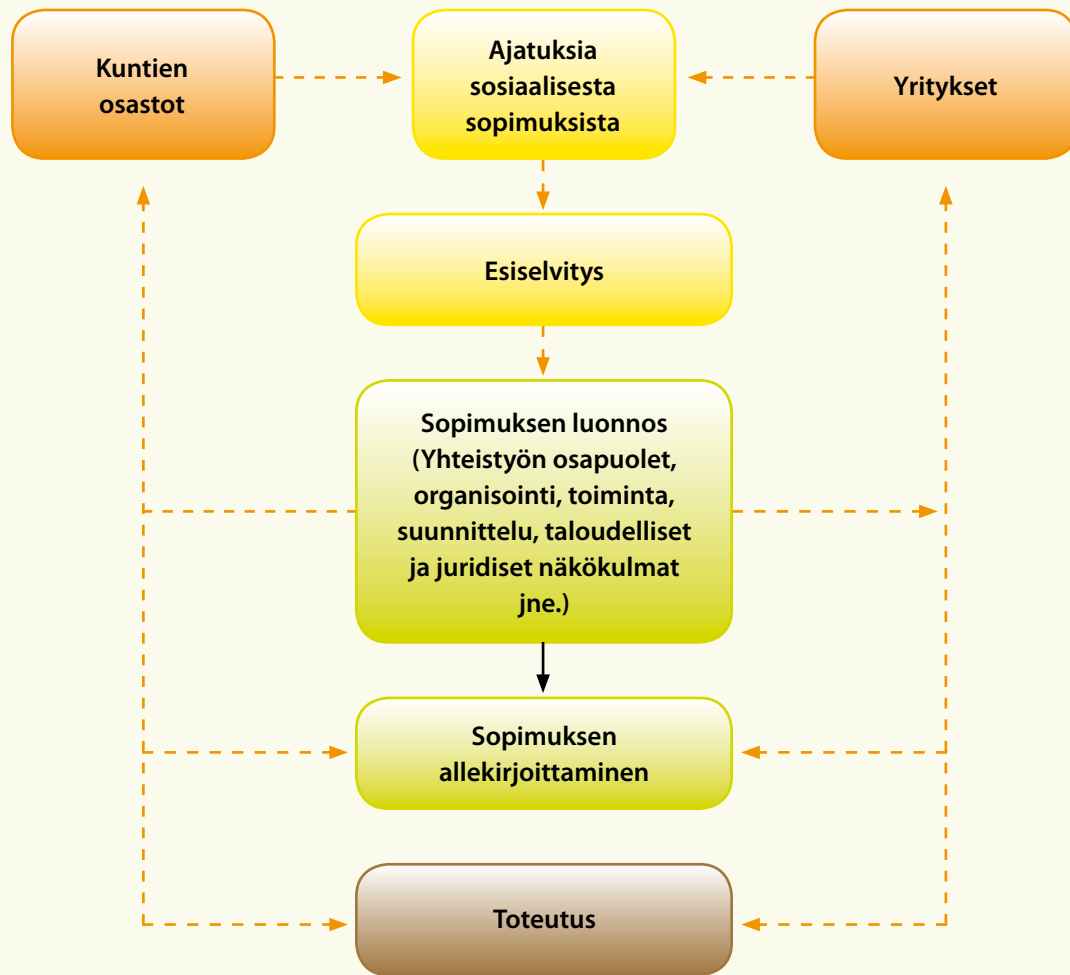 Kuntien
osastot
Ajatuksia
sosiaalisesta
sopimuksista
Yritykset
Esiselvitys
Sopimuksen luonnos
(Yhteistyön osapuolet,
organisointi, toiminta,
suunnittelu, taloudelliset
ja juridiset näkökulmat
jne.)
Sopimuksen
allekirjoittaminen
Toteutus